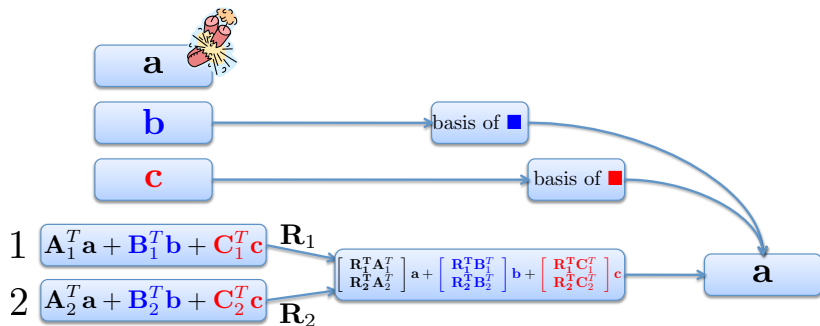 a
b
basis of ■
c
basis of ■
1 A₁ᵀa + B₁ᵀb + C₁ᵀc R₁
[R₁ᵀA₁ᵀ; R₂ᵀA₂ᵀ] a + [R₁ᵀB₁ᵀ; R₂ᵀB₂ᵀ] b + [R₁ᵀC₁ᵀ; R₂ᵀC₂ᵀ] c
a
2 A₂ᵀa + B₂ᵀb + C₂ᵀc R₂